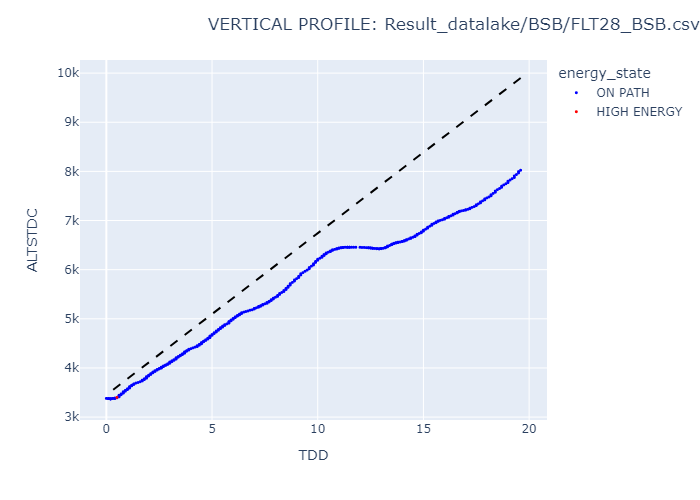 VERTICAL PROFILE: Result_datalake/BSB/FLT28_BSB.csv
energy_state
ON PATH
HIGH ENERGY
10k
9k
8k
7k
6k
5k
4k
3k
ALTSTDC
0 5 10 15 20
TDD